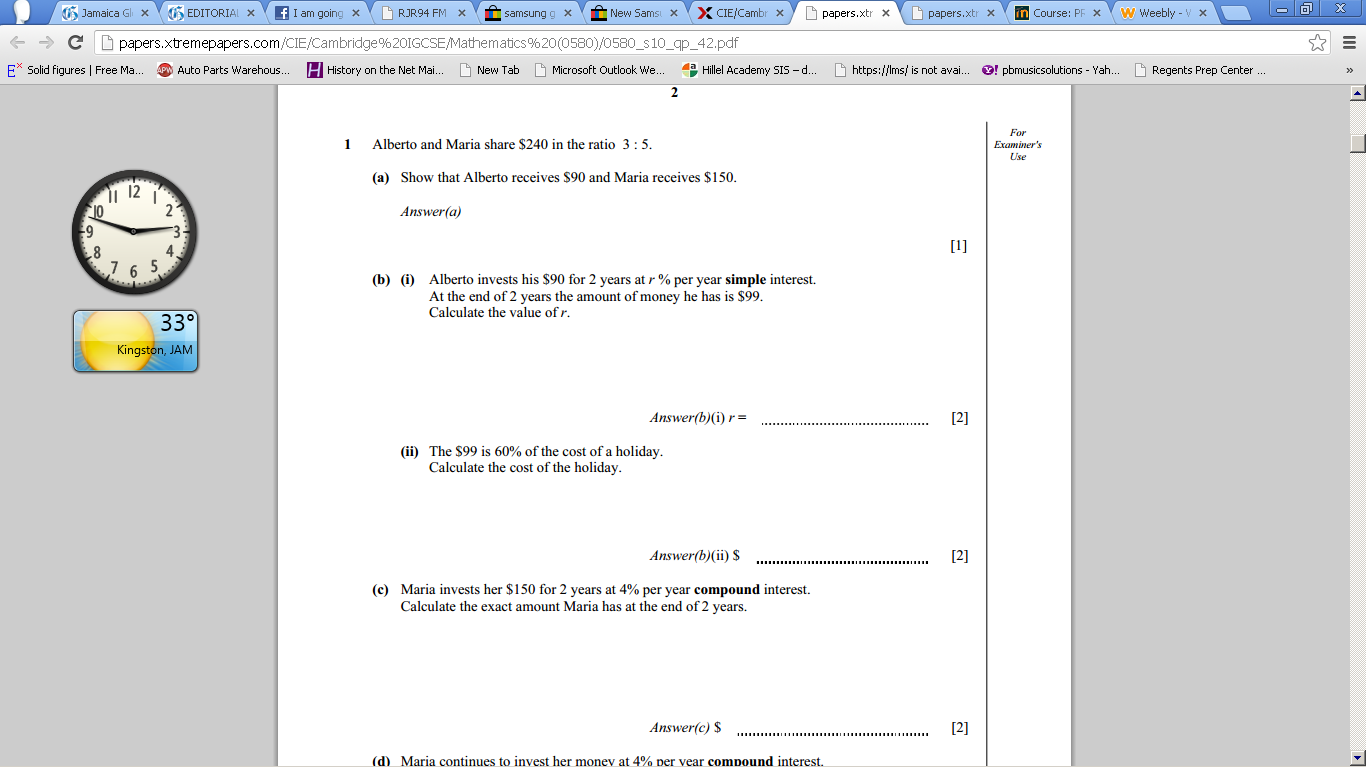 Jamaica Gl
EDITORIAL
I am going
RJR94 FM
samsung g
New Sams
CIE/Cambr
papers.xtr
papers.xtr
Course: PF
Weebly - V
papers.xtremepapers.com/CIE/Cambridge%20IGCSE/Mathematics%20(0580)/0580_s10_qp_42.pdf
Solid figures | Free Ma...
APW Auto Parts Warehous...
H History on the Net Mai...
New Tab
Microsoft Outlook We...
Hillel Academy SIS – d...
https://lms/ is not avai...
pbmusicsolutions - Yah...
Regents Prep Center ...
»
2
For
Examiner's
Use
1 Alberto and Maria share $240 in the ratio 3 : 5.
(a) Show that Alberto receives $90 and Maria receives $150.
Answer(a)
[1]
(b) (i) Alberto invests his $90 for 2 years at r % per year simple interest.
At the end of 2 years the amount of money he has is $99.
Calculate the value of r.
Answer(b)(i) r = ................................................ [2]
(ii) The $99 is 60% of the cost of a holiday.
Calculate the cost of the holiday.
Answer(b)(ii) $ ................................................ [2]
(c) Maria invests her $150 for 2 years at 4% per year compound interest.
Calculate the exact amount Maria has at the end of 2 years.
Answer(c) $ ................................................ [2]
(d) Maria continues to invest her money at 4% per year compound interest.
12
1
2
3
4
5
6
7
8
9
10
11
33°
Kingston, JAM